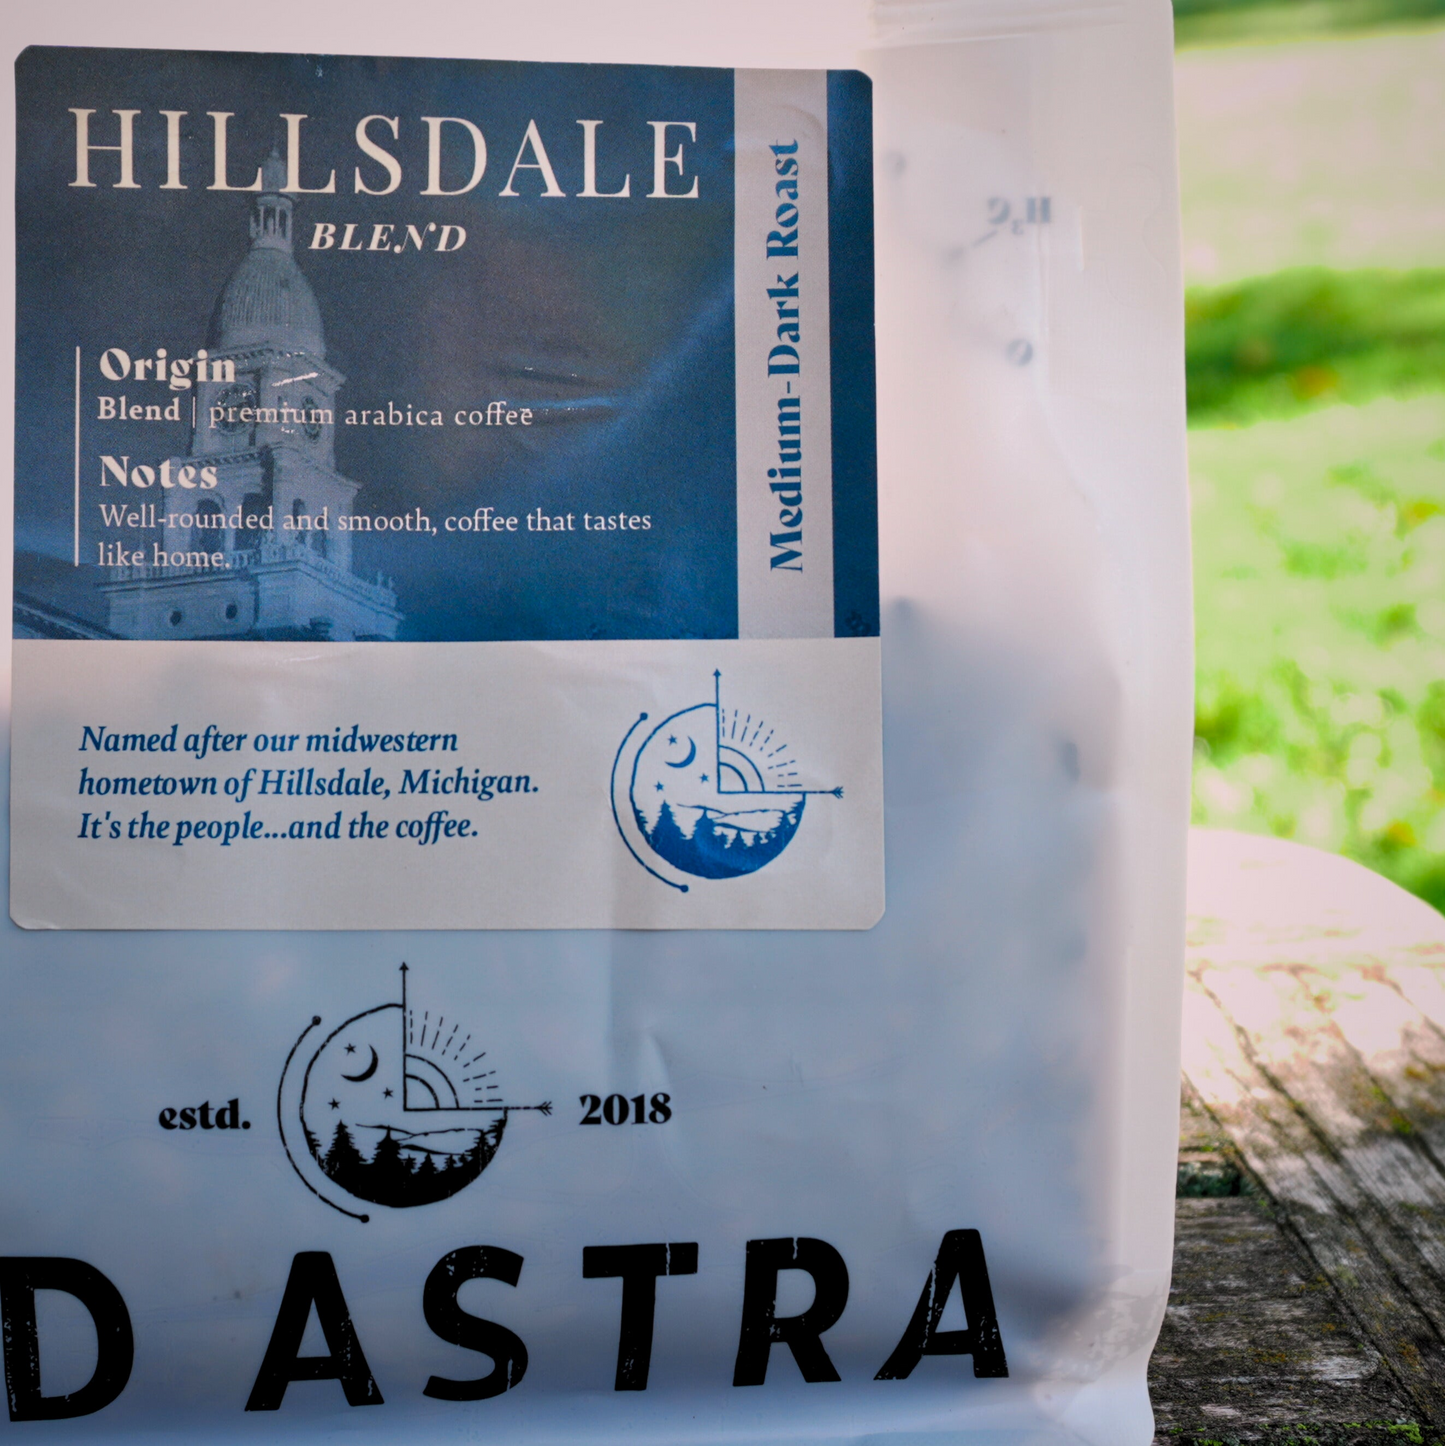 HILLSDALE
BLEND
Medium-Dark Roast
Origin
Blend | premium arabica coffee
Notes
Well-rounded and smooth, coffee that tastes
like home.
Named after our midwestern
hometown of Hillsdale, Michigan.
It's the people...and the coffee.
estd. 2018
D ASTRA
H₃C
O